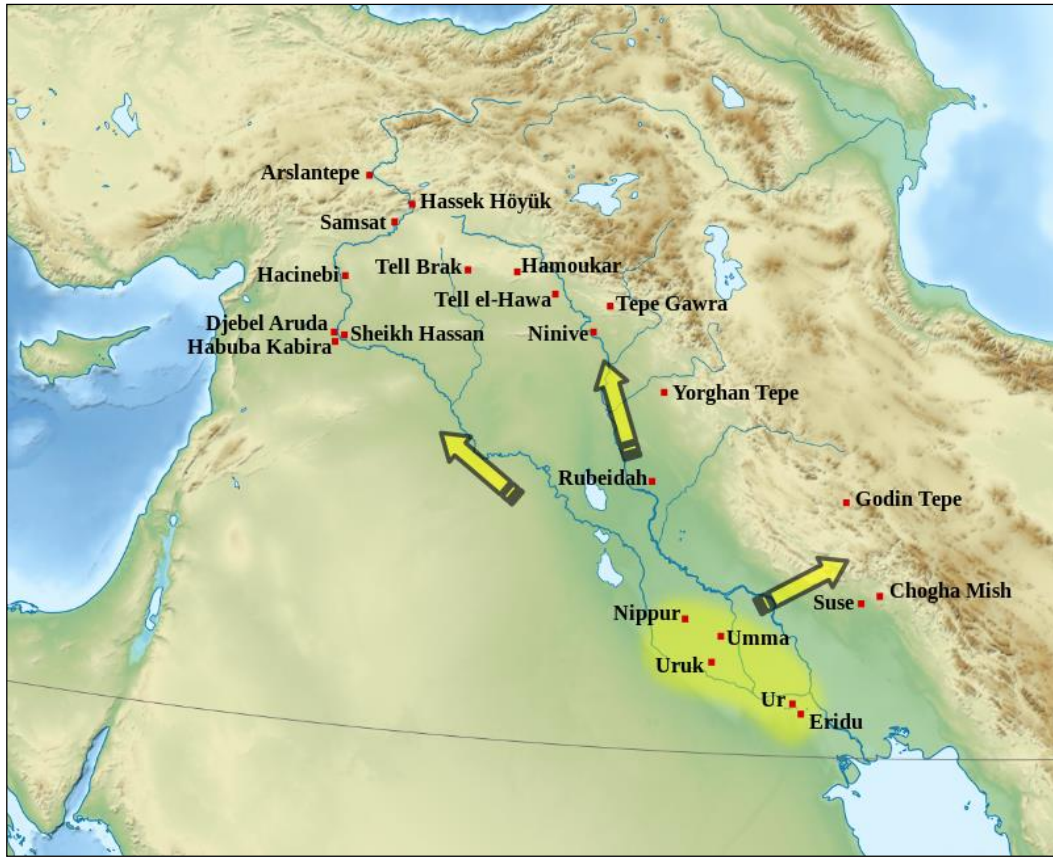 Arslantepe
Hassek Höyük
Samsat
Hacinebi
Tell Brak
Hamoukar
Tell el-Hawa
Tepe Gawra
Djebel Aruda
Sheikh Hassan
Ninive
Habuba Kabira
Yorghan Tepe
Rubeidah
Godin Tepe
Chogha Mish
Suse
Nippur
Umma
Uruk
Ur
Eridu